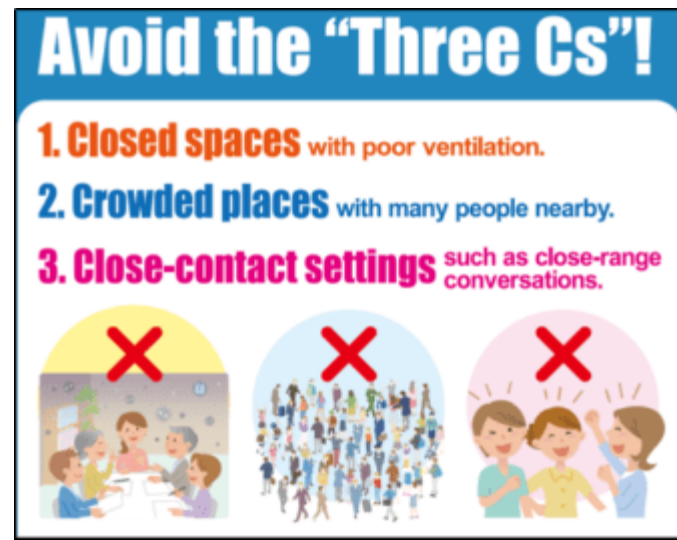 Avoid the “Three Cs”!
1. Closed spaces with poor ventilation.
2. Crowded places with many people nearby.
3. Close-contact settings such as close-range
conversations.